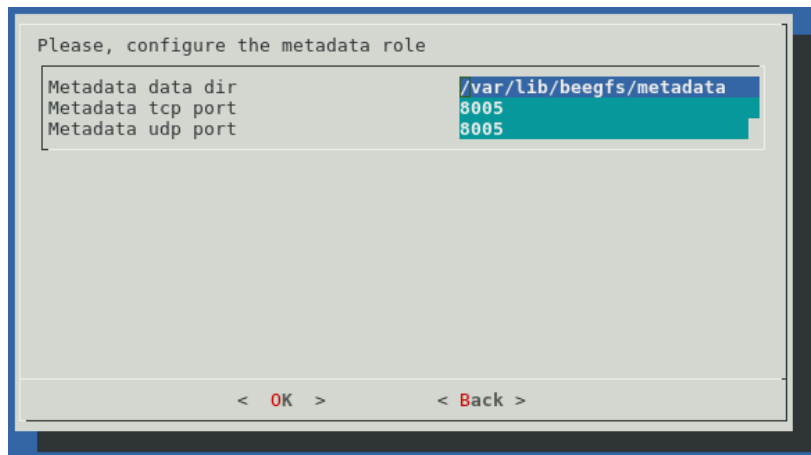 Please, configure the metadata role
Metadata data dir /var/lib/beegfs/metadata
Metadata tcp port 8005
Metadata udp port 8005
< OK > < Back >